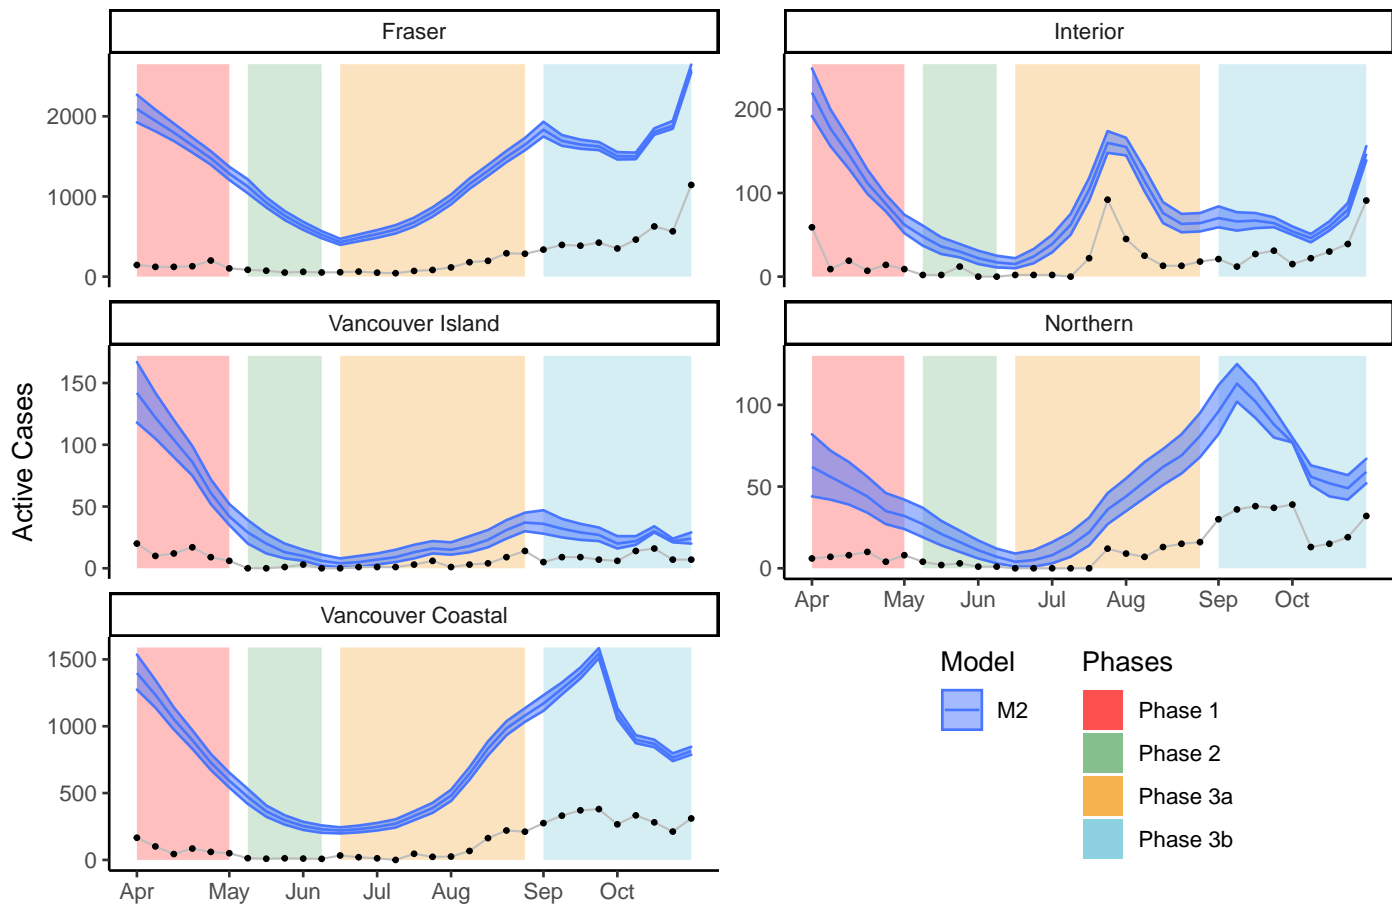 Fraser
Interior
2000
1000
0
200
100
0
Vancouver Island
Northern
150
100
50
0
100
50
0
Apr May Jun Jul Aug Sep Oct
Vancouver Coastal
1500
1000
500
0
Apr May Jun Jul Aug Sep Oct
Active Cases
Model
M2
Phases
Phase 1
Phase 2
Phase 3a
Phase 3b